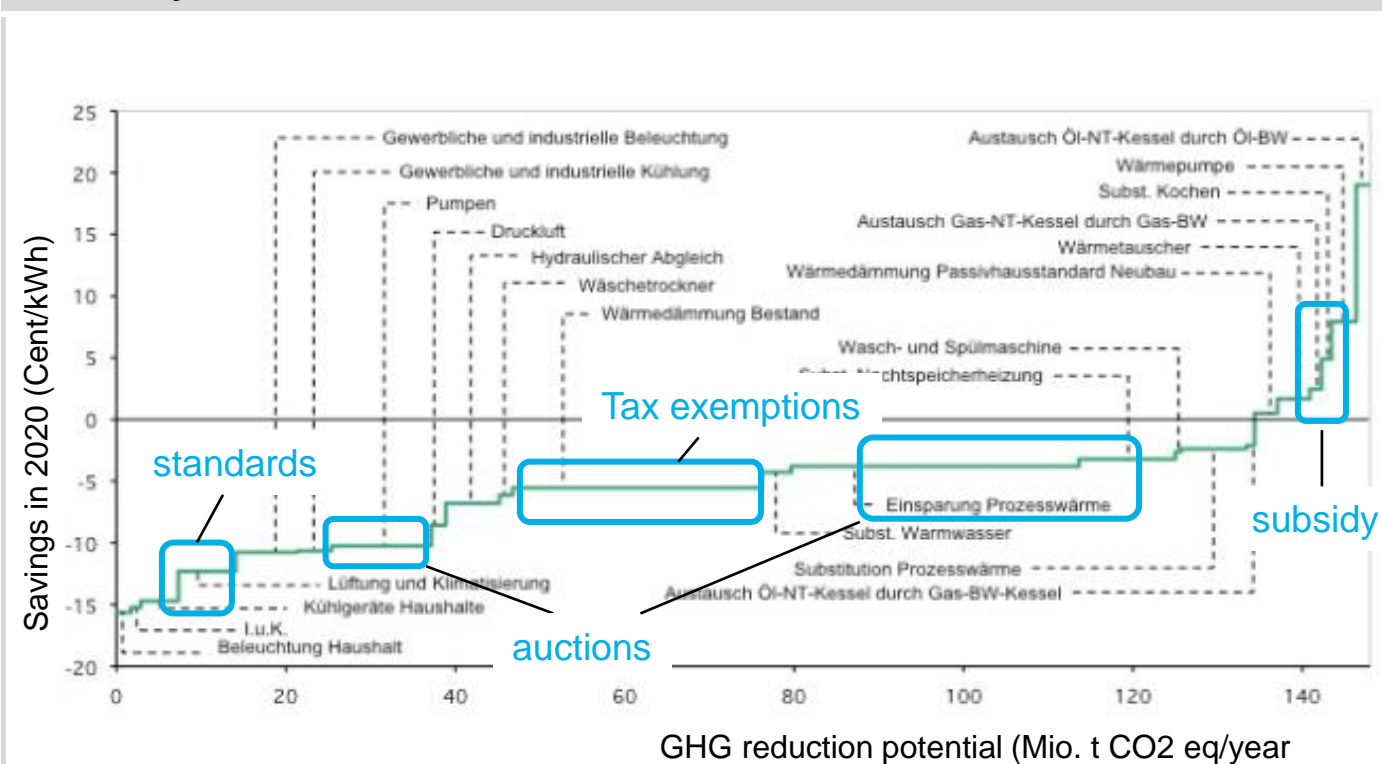 25
Gewerbliche und industrielle Beleuchtung
Austausch Öl-NT-Kessel durch Öl-BW
20
Gewerbliche und industrielle Kühlung
Wärmepumpe
Subst. Kochen
Pumpen
Austausch Gas-NT-Kessel durch Gas-BW
15
Druckluft
Wärmetauscher
Hydraulischer Abgleich
Wärmedämmung Passivhausstandard Neubau
10
Wäschetrockner
Wärmedämmung Bestand
5
Wasch- und Spülmaschine
Tax exemptions
0
standards
-5
Einsparung Prozesswärme
subsidy
Subst. Warmwasser
-10
Substitution Prozesswärme
Lüftung und Klimatisierung
Austausch Öl-NT-Kessel durch Gas-BW-Kessel
-15
Kühlgeräte Haushalte
I.u.K.
auctions
Beleuchtung Haushalt
-20
0 20 40 60 80 100 120 140
Savings in 2020 (Cent/kWh)
GHG reduction potential (Mio. t CO2 eq/year